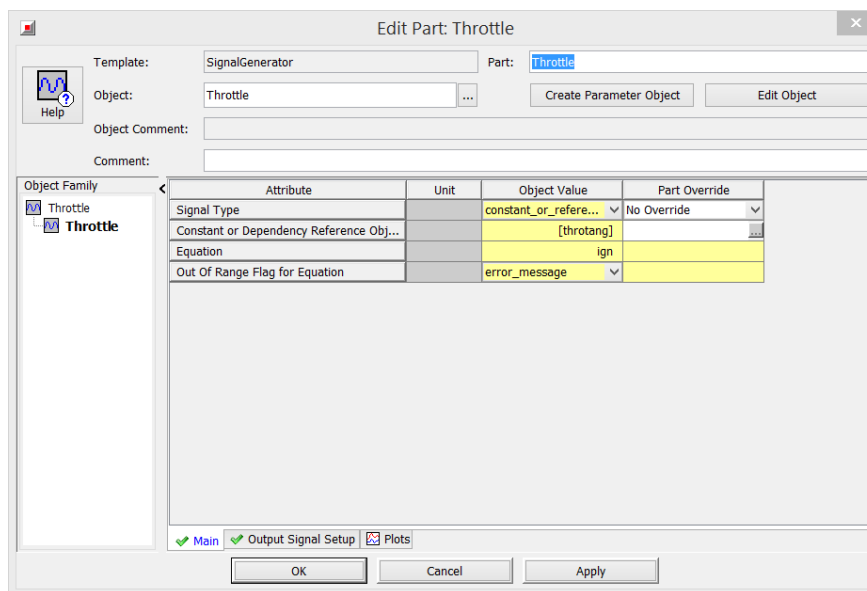 Edit Part: Throttle
Template: SignalGenerator Part: Throttle
Help
Object: Throttle ... Create Parameter Object Edit Object
Object Comment:
Comment:
Object Family
Throttle
Throttle
Attribute Unit Object Value Part Override
Signal Type constant_or_refere... No Override
Constant or Dependency Reference Obj... [throtang] ...
Equation ign
Out Of Range Flag for Equation error_message
Main Output Signal Setup Plots
OK Cancel Apply